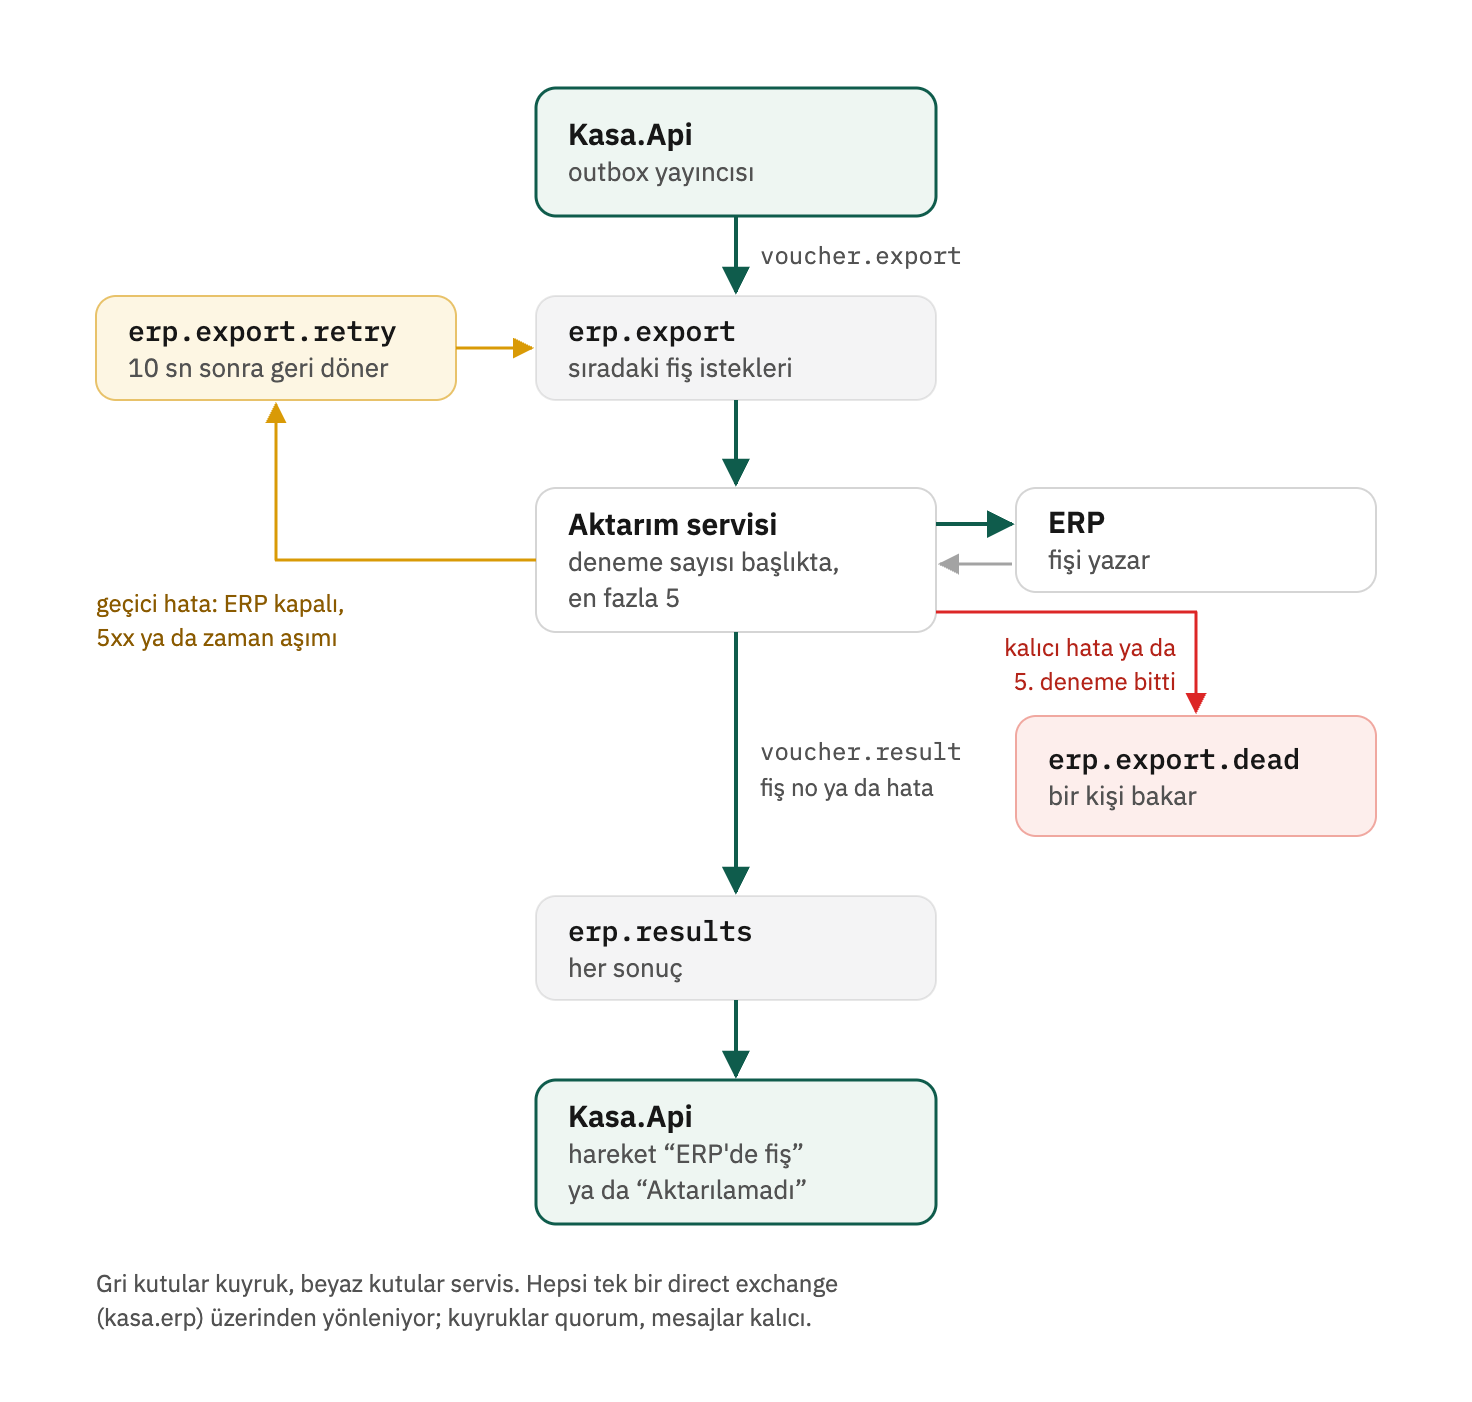 Kasa.Api
outbox yayıncısı
voucher.export
erp.export.retry
10 sn sonra geri döner
erp.export
sıradaki fiş istekleri
Aktarım servisi
deneme sayısı başlıkta,
en fazla 5
ERP
fişi yazar
geçici hata: ERP kapalı,
5xx ya da zaman aşımı
kalıcı hata ya da
5. deneme bitti
voucher.result
fiş no ya da hata
erp.export.dead
bir kişi bakar
erp.results
her sonuç
Kasa.Api
hareket “ERP'de fiş”
ya da “Aktarılamadı”
Gri kutular kuyruk, beyaz kutular servis. Hepsi tek bir direct exchange
(kasa.erp) üzerinden yönleniyor; kuyruklar quorum, mesajlar kalıcı.